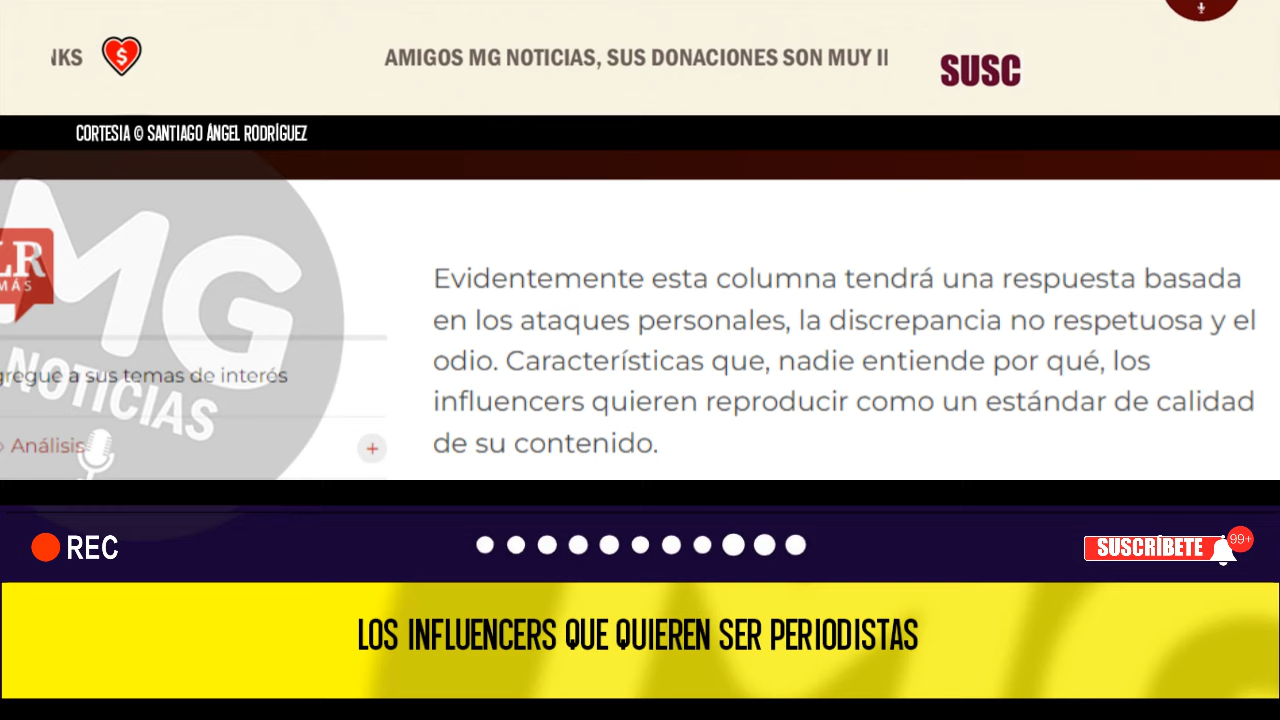 NKS
$
AMIGOS MG NOTICIAS, SUS DONACIONES SON MUY
SUSC
CORTESIA © SANTIAGO ÁNGEL RODRÍGUEZ
MG
NOTICIAS
LR
MÁS
Evidentemente esta columna tendrá una respuesta basada
en los ataques personales, la discrepancia no respetuosa y el
odio. Características que, nadie entiende por qué, los
influencers quieren reproducir como un estándar de calidad
de su contenido.
gregue a sus temas de interés
Análisis
+
REC
SUSCRÍBETE
99+
LOS INFLUENCERS QUE QUIEREN SER PERIODISTAS